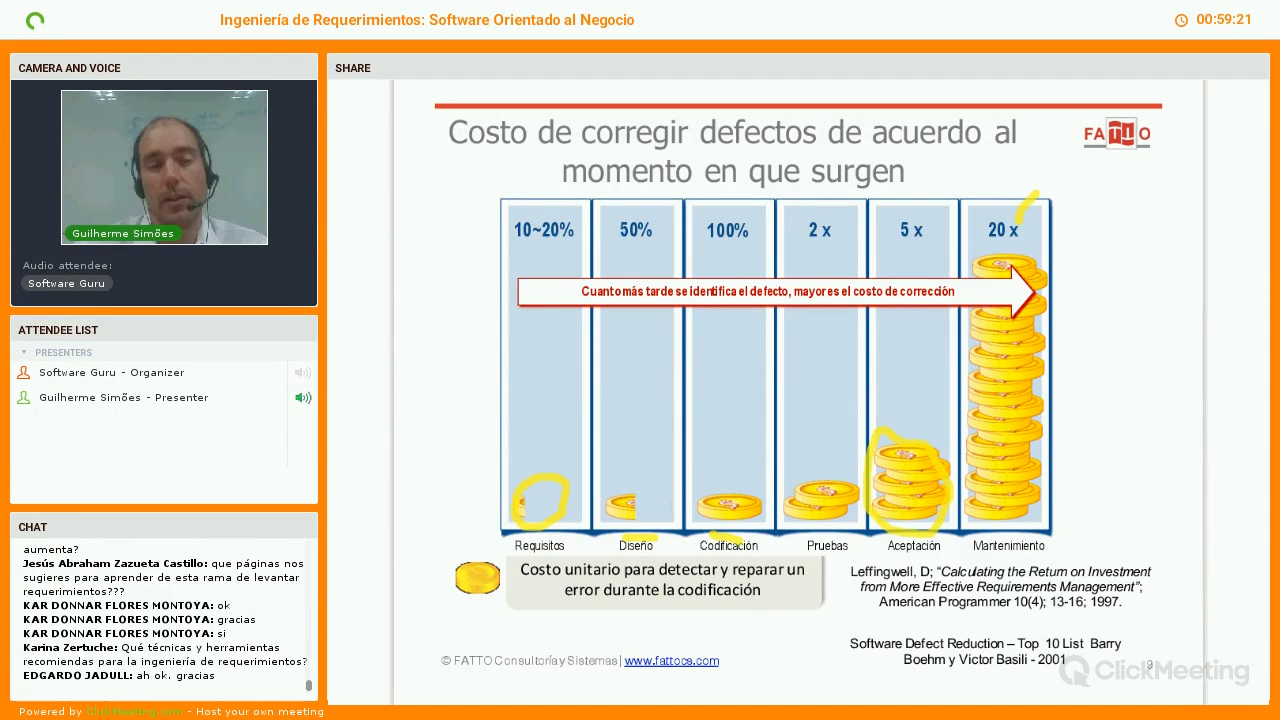 Ingeniería de Requerimientos: Software Orientado al Negocio
00:59:21
CAMERA AND VOICE
Guilherme Simões
Audio attendee:
Software Guru
ATTENDEE LIST
PRESENTERS
Software Guru - Organizer
Guilherme Simões - Presenter
CHAT
aumenta?
Jesús Abraham Zazueta Castillo: que páginas nos
sugieres para aprender de esta rama de levantar
requerimientos???
KAR DONNAR FLORES MONTOYA: ok
KAR DONNAR FLORES MONTOYA: gracias
KAR DONNAR FLORES MONTOYA: si
Karina Zertuche: Qué técnicas y herramientas
recomiendas para la ingeniería de requerimientos?
EDGARDO JADULL: ah ok. gracias
Powered by ClickMeeting.com - Host your own meeting
SHARE
Costo de corregir defectos de acuerdo al
momento en que surgen
FATTO
10~20% 50% 100% 2 x 5 x 20 x
Cuanto más tarde se identifica el defecto, mayor es el costo de corrección
Requisitos Diseño Codificación Pruebas Aceptación Mantenimiento
Costo unitario para detectar y reparar un
error durante la codificación
Leffingwell, D; “Calculating the Return on Investment
from More Effective Requirements Management”;
American Programmer 10(4); 13-16; 1997.
Software Defect Reduction – Top 10 List Barry
Boehm y Victor Basili - 2001
© FATTO Consultoría y Sistemas | www.fattocs.com
9
ClickMeeting